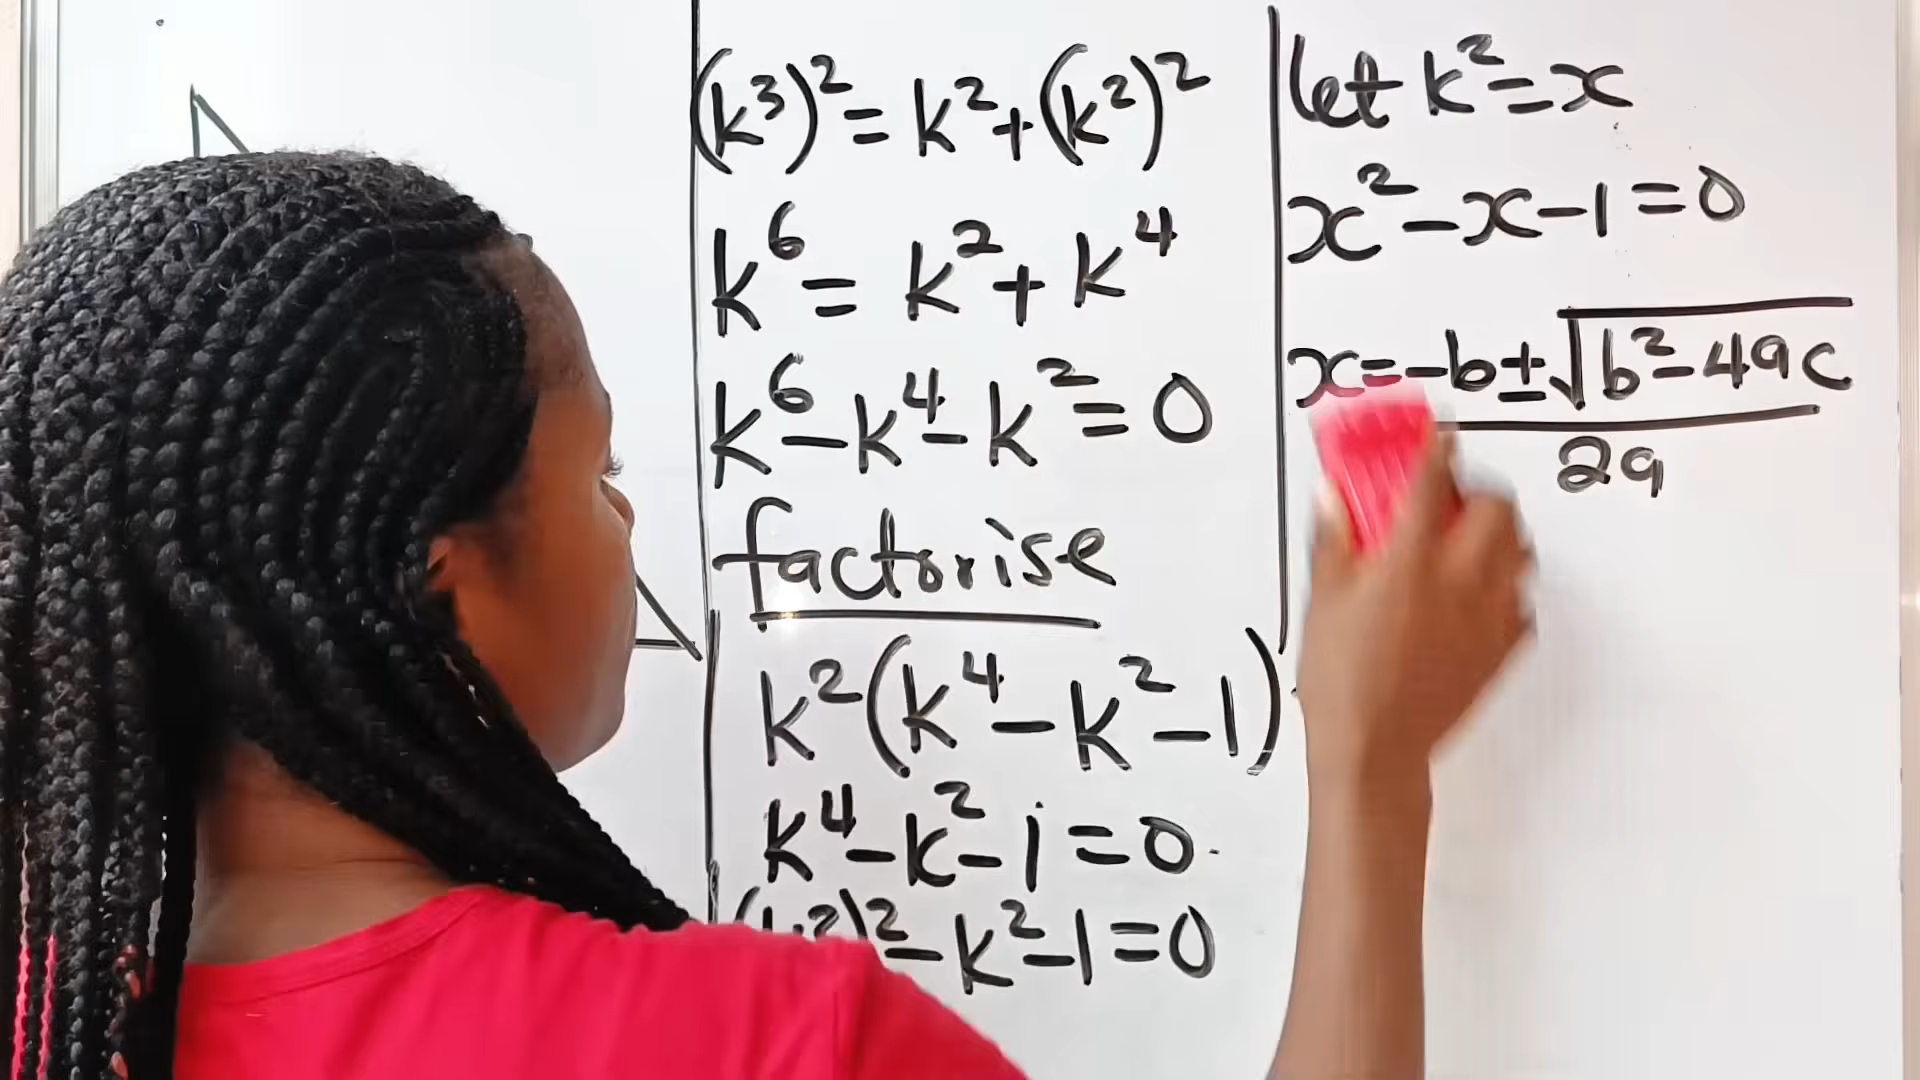 (k³)² = k² + (k²)²
k⁶ = k² + k⁴
k⁶ - k⁴ - k² = 0
factorise
k²(k⁴ - k² - 1)
k⁴ - k² - 1 = 0
)² - k² - 1 = 0
let k² = x
x² - x - 1 = 0
x = -b ± √b² - 4ac
2a